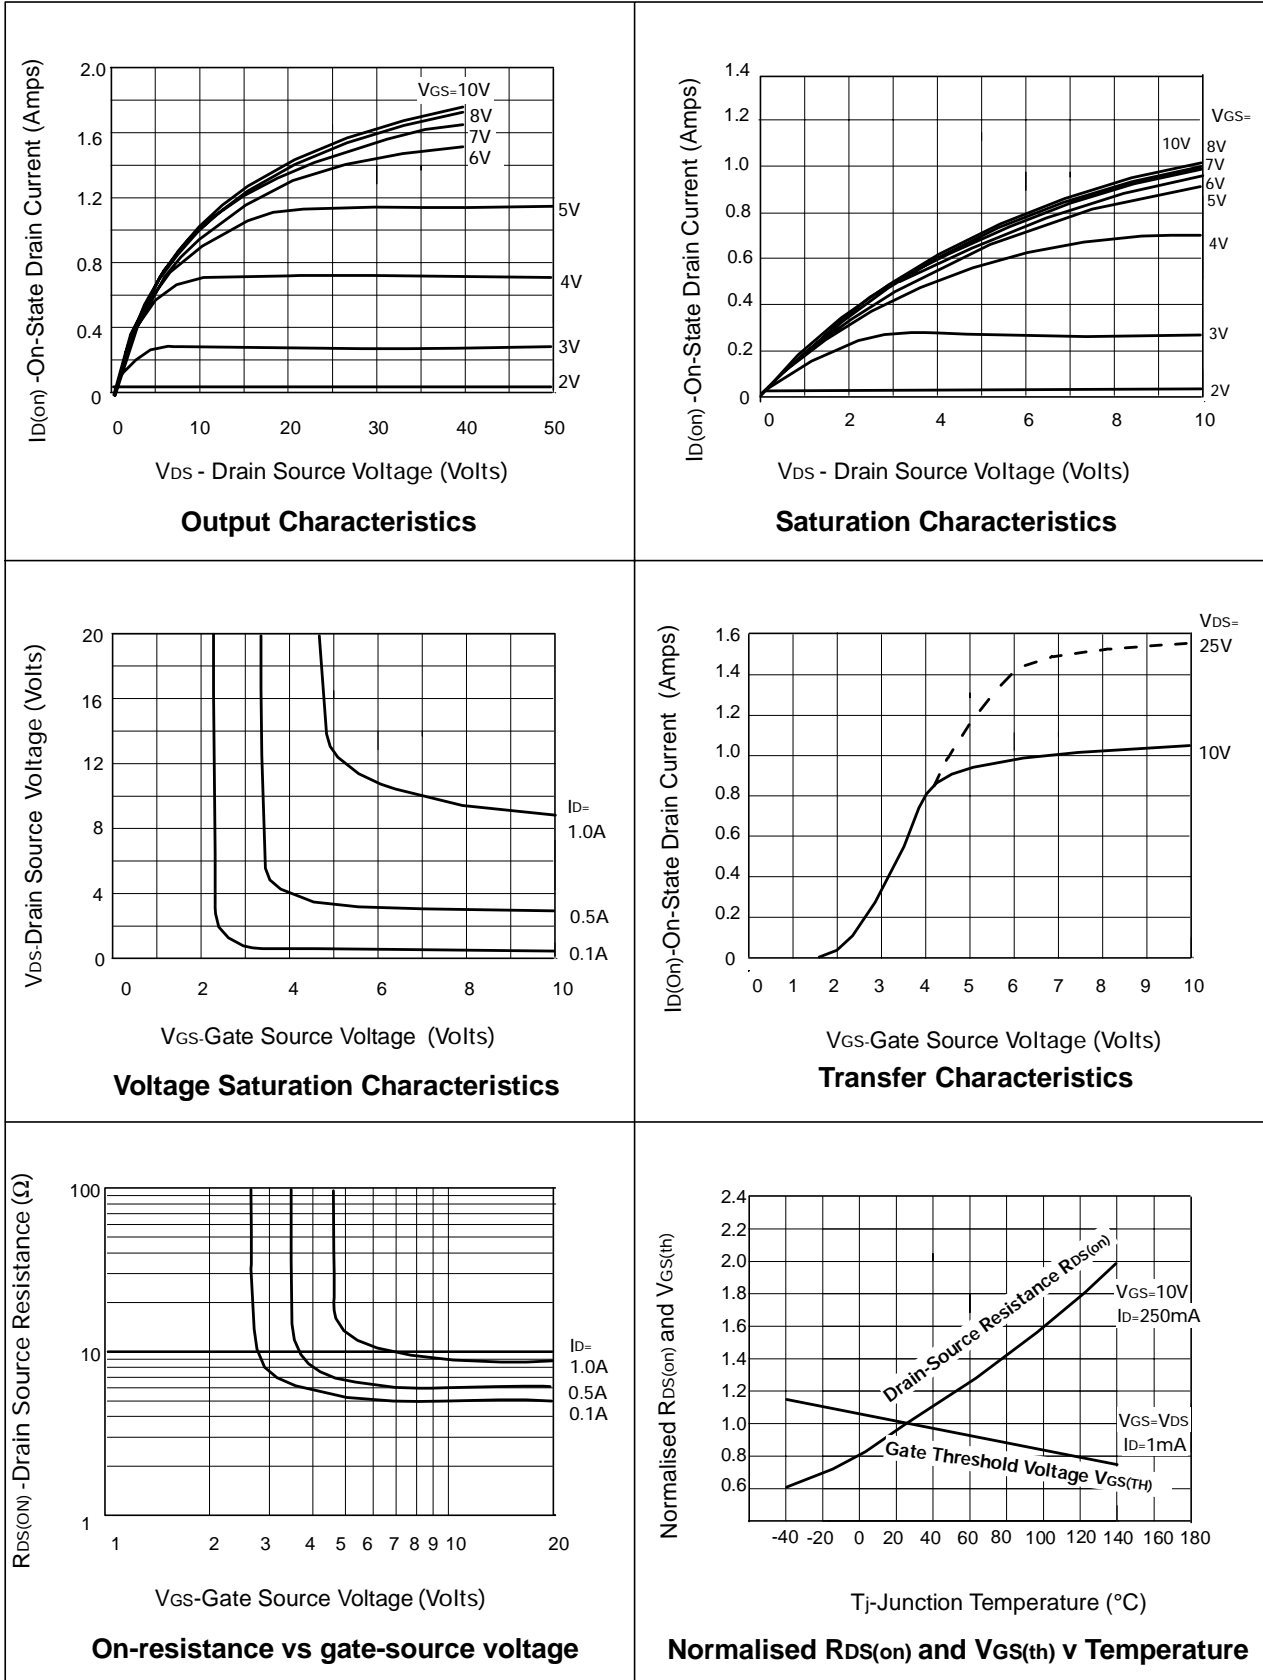 ID(on) -On-State Drain Current (Amps)
2.0
1.6
1.2
0.8
0.4
0
VGS=10V
8V
7V
6V
5V
4V
3V
2V
0 10 20 30 40 50
VDS - Drain Source Voltage (Volts)
Output Characteristics
ID(on) -On-State Drain Current (Amps)
1.4
1.2
1.0
0.8
0.6
0.4
0.2
0
VGS=
10V 8V
7V
6V
5V
4V
3V
2V
0 2 4 6 8 10
VDS - Drain Source Voltage (Volts)
Saturation Characteristics
VDS-Drain Source Voltage (Volts)
20
16
12
8
4
0
ID=
1.0A
0.5A
0.1A
0 2 4 6 8 10
VGS-Gate Source Voltage (Volts)
Voltage Saturation Characteristics
ID(On)-On-State Drain Current (Amps)
1.6
1.4
1.2
1.0
0.8
0.6
0.4
0.2
0
VDS=
25V
10V
0 1 2 3 4 5 6 7 8 9 10
VGS-Gate Source Voltage (Volts)
Transfer Characteristics
RDS(ON) -Drain Source Resistance (Ω)
100
10
1
ID=
1.0A
0.5A
0.1A
1 2 3 4 5 6 7 8 9 10 20
VGS-Gate Source Voltage (Volts)
On-resistance vs gate-source voltage
Normalised RDS(on) and VGS(th)
2.4
2.2
2.0
1.8
1.6
1.4
1.2
1.0
0.8
0.6
Drain-Source Resistance RDS(on)
VGS=10V
ID=250mA
VGS=VDS
ID=1mA
Gate Threshold Voltage VGS(TH)
-40 -20 0 20 40 60 80 100 120 140 160 180
Tj-Junction Temperature (°C)
Normalised RDS(on) and VGS(th) v Temperature